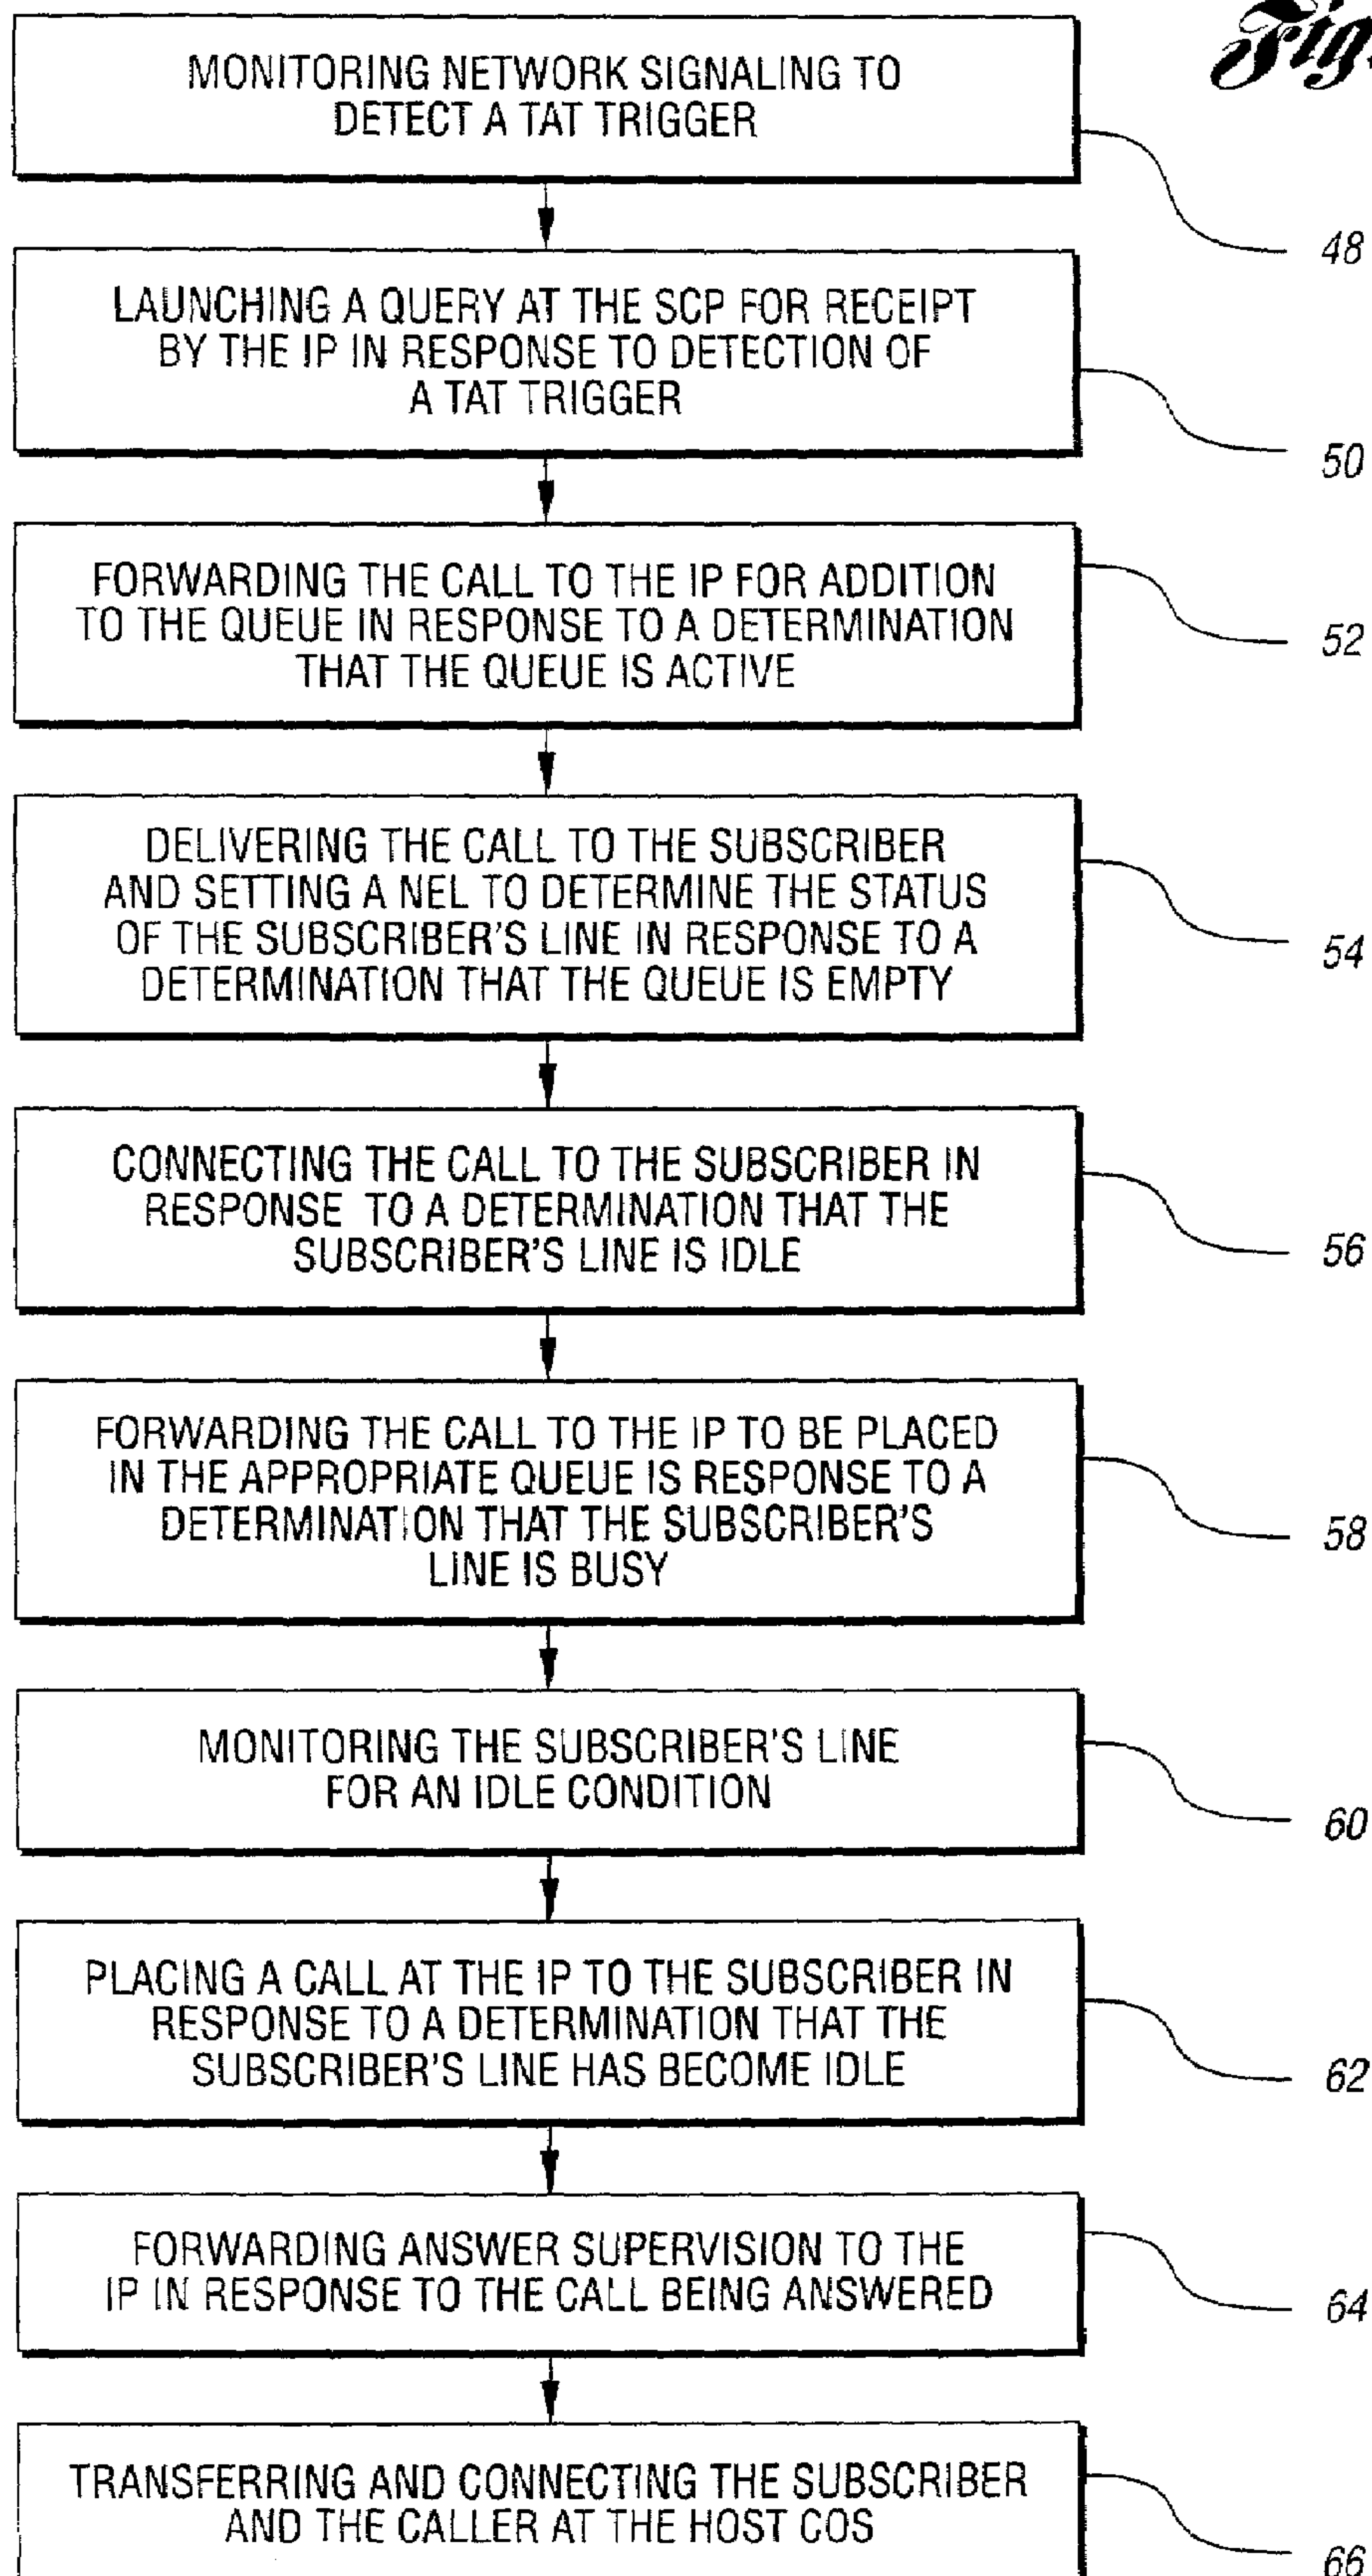 Fig
MONITORING NETWORK SIGNALING TO
DETECT A TAT TRIGGER
48
LAUNCHING A QUERY AT THE SCP FOR RECEIPT
BY THE IP IN RESPONSE TO DETECTION OF
A TAT TRIGGER
50
FORWARDING THE CALL TO THE IP FOR ADDITION
TO THE QUEUE IN RESPONSE TO A DETERMINATION
THAT THE QUEUE IS ACTIVE
52
DELIVERING THE CALL TO THE SUBSCRIBER
AND SETTING A NEL TO DETERMINE THE STATUS
OF THE SUBSCRIBER'S LINE IN RESPONSE TO A
DETERMINATION THAT THE QUEUE IS EMPTY
54
CONNECTING THE CALL TO THE SUBSCRIBER IN
RESPONSE TO A DETERMINATION THAT THE
SUBSCRIBER'S LINE IS IDLE
56
FORWARDING THE CALL TO THE IP TO BE PLACED
IN THE APPROPRIATE QUEUE IS RESPONSE TO A
DETERMINATION THAT THE SUBSCRIBER'S
LINE IS BUSY
58
MONITORING THE SUBSCRIBER'S LINE
FOR AN IDLE CONDITION
60
PLACING A CALL AT THE IP TO THE SUBSCRIBER IN
RESPONSE TO A DETERMINATION THAT THE
SUBSCRIBER'S LINE HAS BECOME IDLE
62
FORWARDING ANSWER SUPERVISION TO THE
IP IN RESPONSE TO THE CALL BEING ANSWERED
64
TRANSFERRING AND CONNECTING THE SUBSCRIBER
AND THE CALLER AT THE HOST COS
66